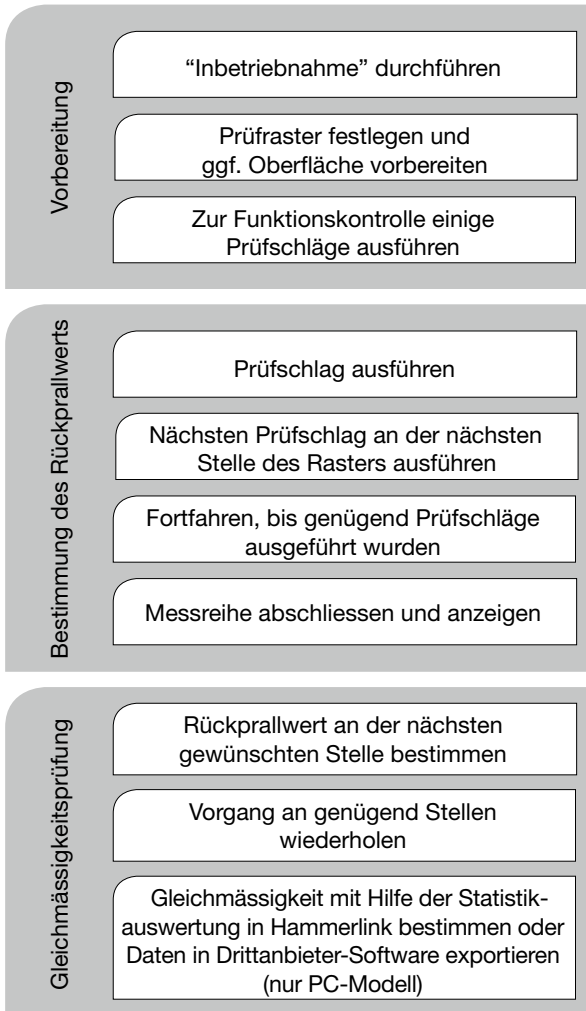 Vorbereitung
“Inbetriebnahme” durchführen
Prüfraster festlegen und
ggf. Oberfläche vorbereiten
Zur Funktionskontrolle einige
Prüfschläge ausführen
Bestimmung des Rückprallwerts
Prüfschlag ausführen
Nächsten Prüfschlag an der nächsten
Stelle des Rasters ausführen
Fortfahren, bis genügend Prüfschläge
ausgeführt wurden
Messreihe abschliessen und anzeigen
Gleichmässigkeitsprüfung
Rückprallwert an der nächsten
gewünschten Stelle bestimmen
Vorgang an genügend Stellen
wiederholen
Gleichmässigkeit mit Hilfe der Statistik-
auswertung in Hammerlink bestimmen oder
Daten in Drittanbieter-Software exportieren
(nur PC-Modell)